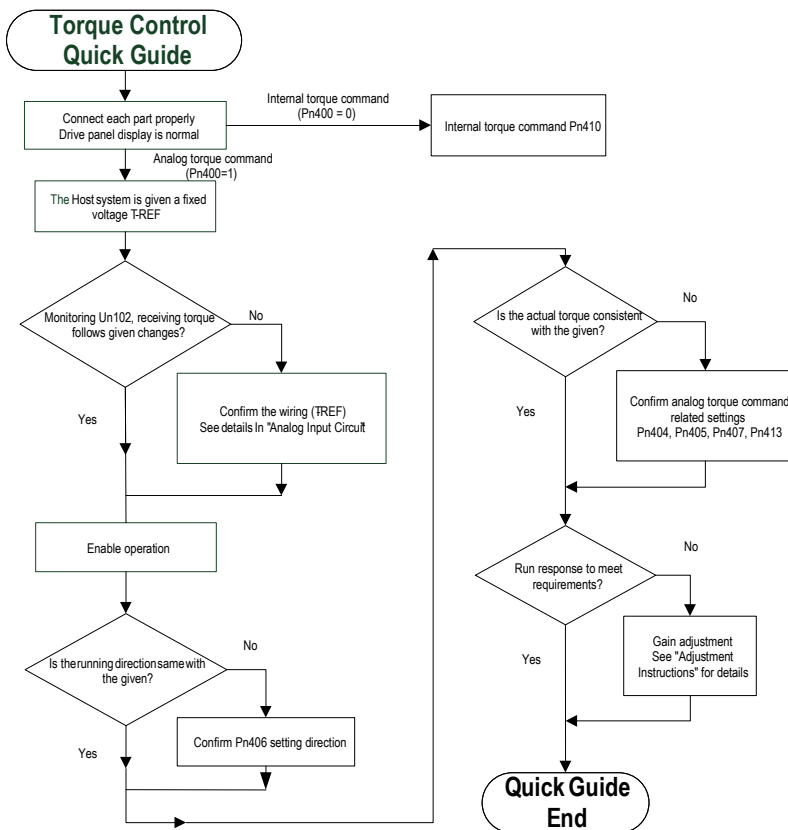 Torque Control
Quick Guide
Connect each part properly
Drive panel display is normal
Internal torque command
(Pn400 = 0)
Internal torque command Pn410
Analog torque command
(Pn400=1)
The Host system is given a fixed
voltage T-REF
Monitoring Un102, receiving torque
follows given changes?
No
Yes
Confirm the wiring (T-REF)
See details In "Analog Input Circuit
Enable operation
Is the running direction same with
the given?
No
Yes
Confirm Pn406 setting direction
Is the actual torque consistent
with the given?
No
Yes
Confirm analog torque command
related settings
Pn404, Pn405, Pn407, Pn413
Run response to meet
requirements?
No
Yes
Gain adjustment
See "Adjustment
Instructions" for details
Quick Guide
End